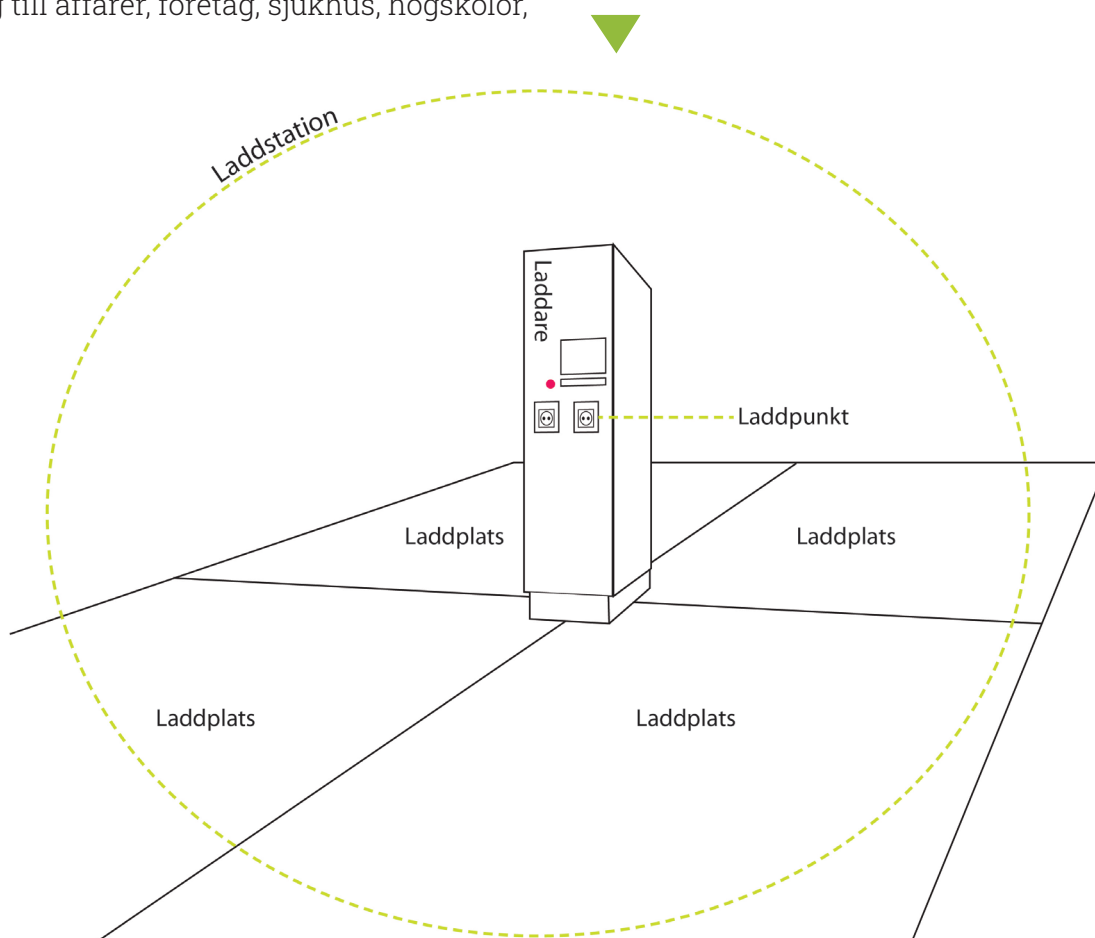 till affärer, företag, sjukhus, högskolor,
Laddstation
Laddare
Laddpunkt
Laddplats
Laddplats
Laddplats
Laddplats